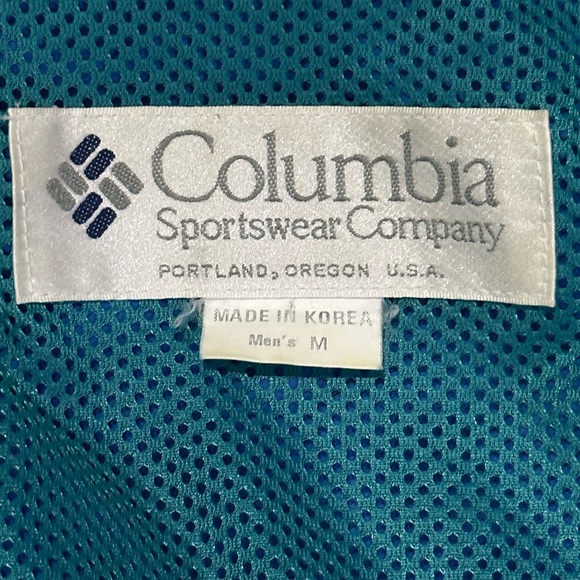 Columbia
Sportswear Company
PORTLAND, OREGON U.S.A.
MADE IN KOREA
Men's M